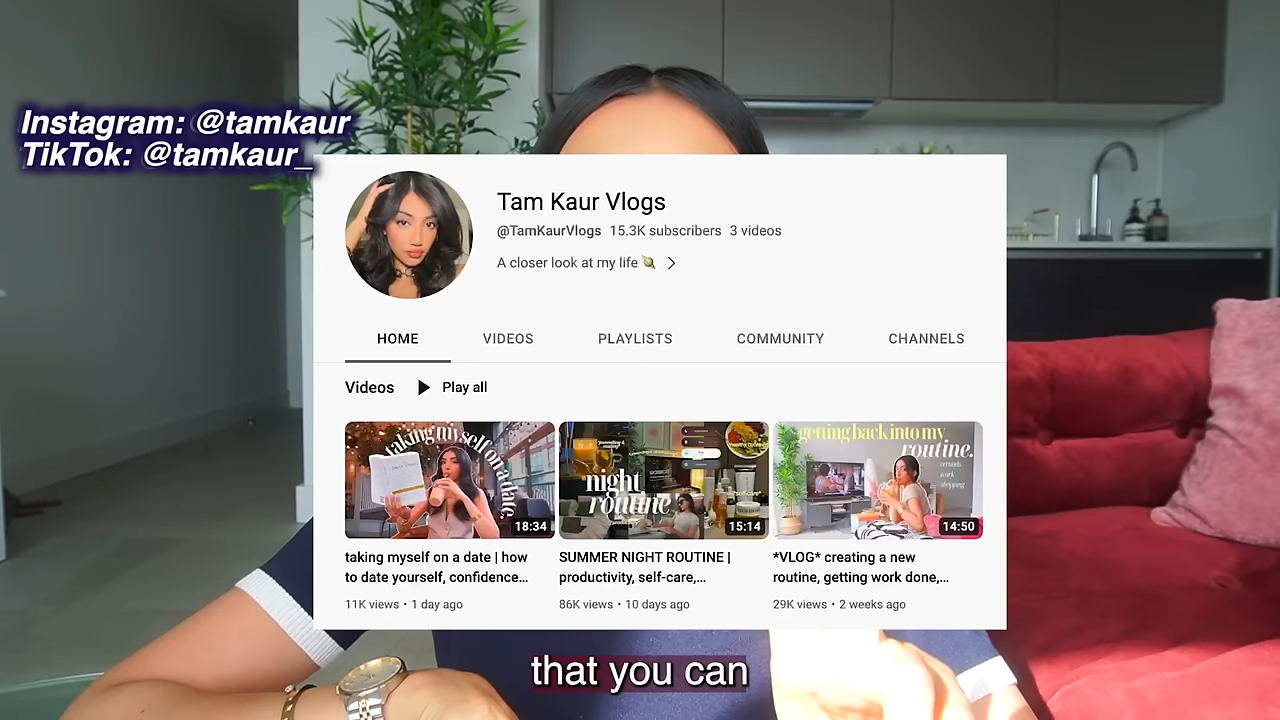 Instagram: @tamkaur
TikTok: @tamkaur_
Tam Kaur Vlogs
@TamKaurVlogs 15.3K subscribers 3 videos
A closer look at my life
HOME VIDEOS PLAYLISTS COMMUNITY CHANNELS
Videos Play all
taking myself on a date.
18:34
night
routine
15:14
getting back into my
routine.
errands
work
shopping
14:50
taking myself on a date | how
to date yourself, confidence...
11K views • 1 day ago
SUMMER NIGHT ROUTINE |
productivity, self-care,...
86K views • 10 days ago
*VLOG* creating a new
routine, getting work done,...
29K views • 2 weeks ago
that you can